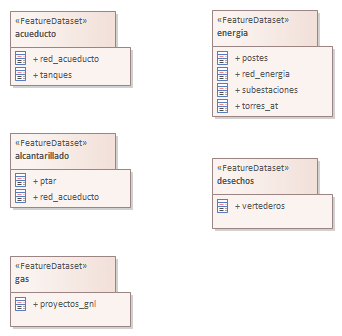 «FeatureDataset»
acueducto
+ red_acueducto
+ tanques
«FeatureDataset»
energia
+ postes
+ red_energia
+ subestaciones
+ torres_at
«FeatureDataset»
alcantarillado
+ ptar
+ red_acueducto
«FeatureDataset»
desechos
+ vertederos
«FeatureDataset»
gas
+ proyectos_gnl